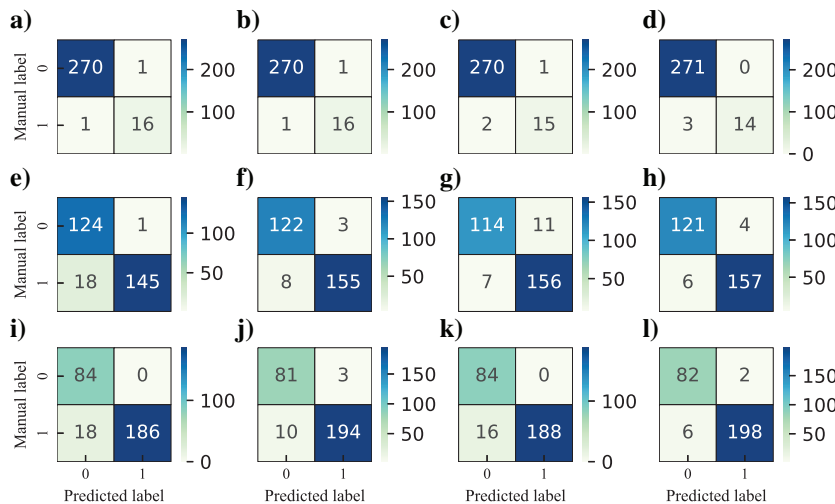 a) b) c) d)
Manual label 0 270 1 200 270 1 200 270 1 200 271 0 200
1 1 16 100 1 16 100 2 15 100 3 14 100
0
e) f) g) h)
Manual label 0 124 1 100 122 3 150 114 11 150 121 4 150
1 18 145 50 8 155 100 50 7 156 100 50 6 157 100 50
i) j) k) l)
Manual label 0 84 0 100 81 3 150 84 0 100 82 2 150
1 18 186 0 10 194 100 50 16 188 0 6 198 100 50
0 1 0 1 0 1 0 1
Predicted label Predicted label Predicted label Predicted label